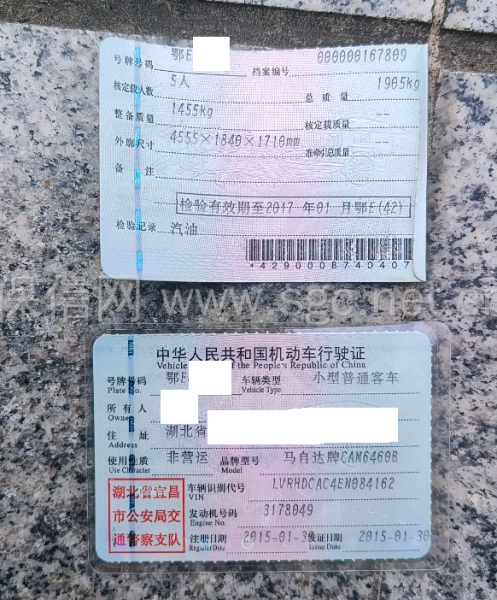 号牌号码 鄂E 档案编号 000000167809
核定载人数 5人 总质量 1905kg
整备质量 1455kg 核定载质量 --
外廓尺寸 4555×1840×1710mm 准牵引总质量 --
备 注
检验有效期至2017年01月鄂E(42)
检验记录 汽油
*4290008740407
保信网 www.sgc.net
中华人民共和国机动车行驶证
Vehicle of the People's Republic of China
号牌号码 鄂E 车辆类型 小型普通客车
Plate No. Vehicle Type
所有人
Owner
住 址 湖北省
Address
使用性质 非营运 品牌型号 马自达牌CAM6460B
Use Character Model
湖北省宜昌
市公安局交
通警察支队
车辆识别代号 LVRHDCAC4EN084162
VIN
发动机号码 3178049
Engine No.
注册日期 2015-01-30 发证日期 2015-01-30
Register Date Issue Date